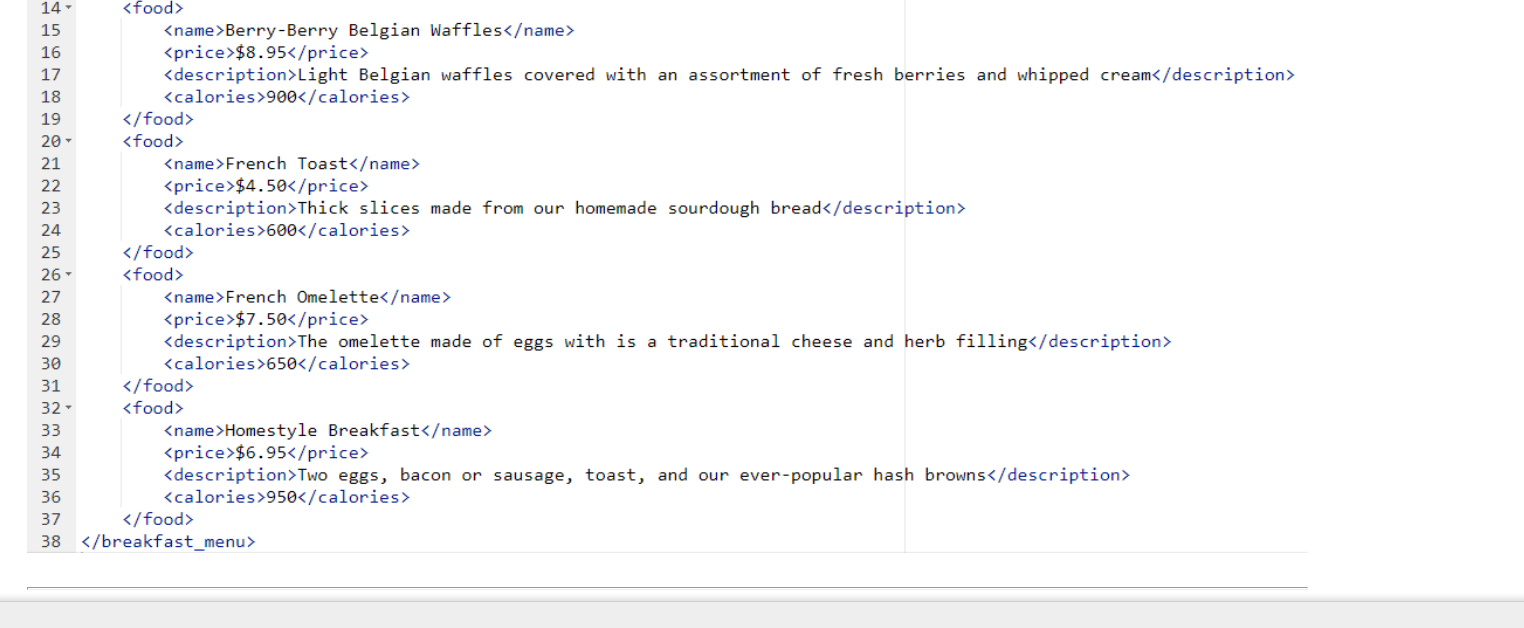 14 <food>
15 <name>Berry-Berry Belgian Waffles</name>
16 <price>$8.95</price>
17 <description>Light Belgian waffles covered with an assortment of fresh berries and whipped cream</description>
18 <calories>900</calories>
19 </food>
20 <food>
21 <name>French Toast</name>
22 <price>$4.50</price>
23 <description>Thick slices made from our homemade sourdough bread</description>
24 <calories>600</calories>
25 </food>
26 <food>
27 <name>French Omelette</name>
28 <price>$7.50</price>
29 <description>The omelette made of eggs with is a traditional cheese and herb filling</description>
30 <calories>650</calories>
31 </food>
32 <food>
33 <name>Homestyle Breakfast</name>
34 <price>$6.95</price>
35 <description>Two eggs, bacon or sausage, toast, and our ever-popular hash browns</description>
36 <calories>950</calories>
37 </food>
38 </breakfast_menu>